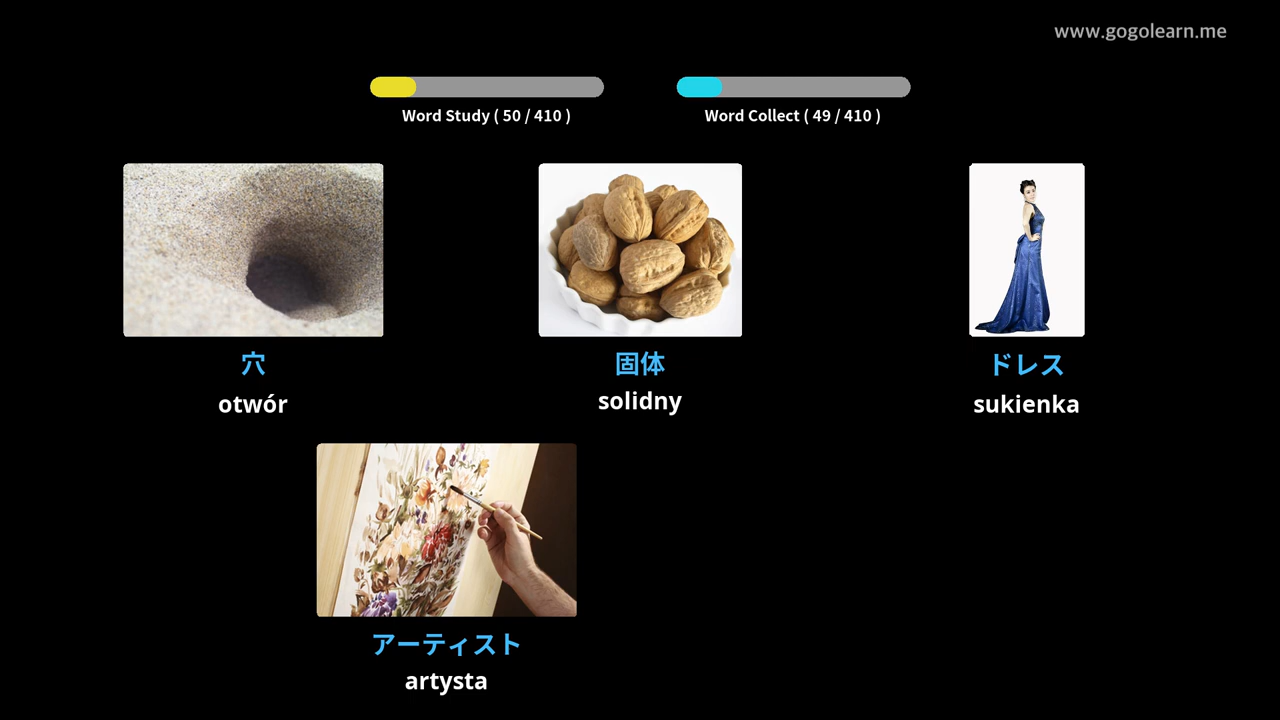 www.gogolearn.me
Word Study ( 50 / 410 )
Word Collect ( 49 / 410 )
穴
otwór
固体
solidny
ドレス
sukienka
アーティスト
artysta